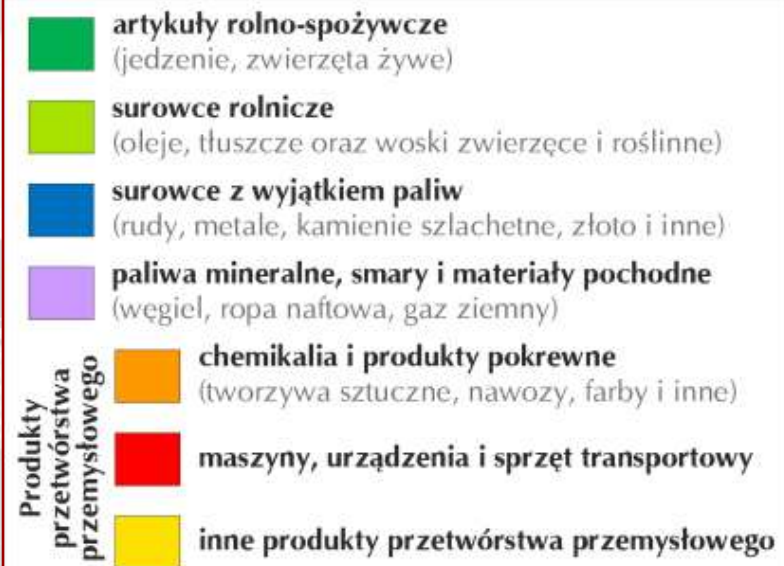 artykuły rolno-spożywcze
(jedzenie, zwierzęta żywe)
surowce rolnicze
(oleje, tłuszcze oraz woski zwierzęce i roślinne)
surowce z wyjątkiem paliw
(rudy, metale, kamienie szlachetne, złoto i inne)
paliwa mineralne, smary i materiały pochodne
(węgiel, ropa naftowa, gaz ziemny)
Produkty
przetwórstwa
przemysłowego
chemikalia i produkty pokrewne
(tworzywa sztuczne, nawozy, farby i inne)
maszyny, urządzenia i sprzęt transportowy
inne produkty przetwórstwa przemysłowego